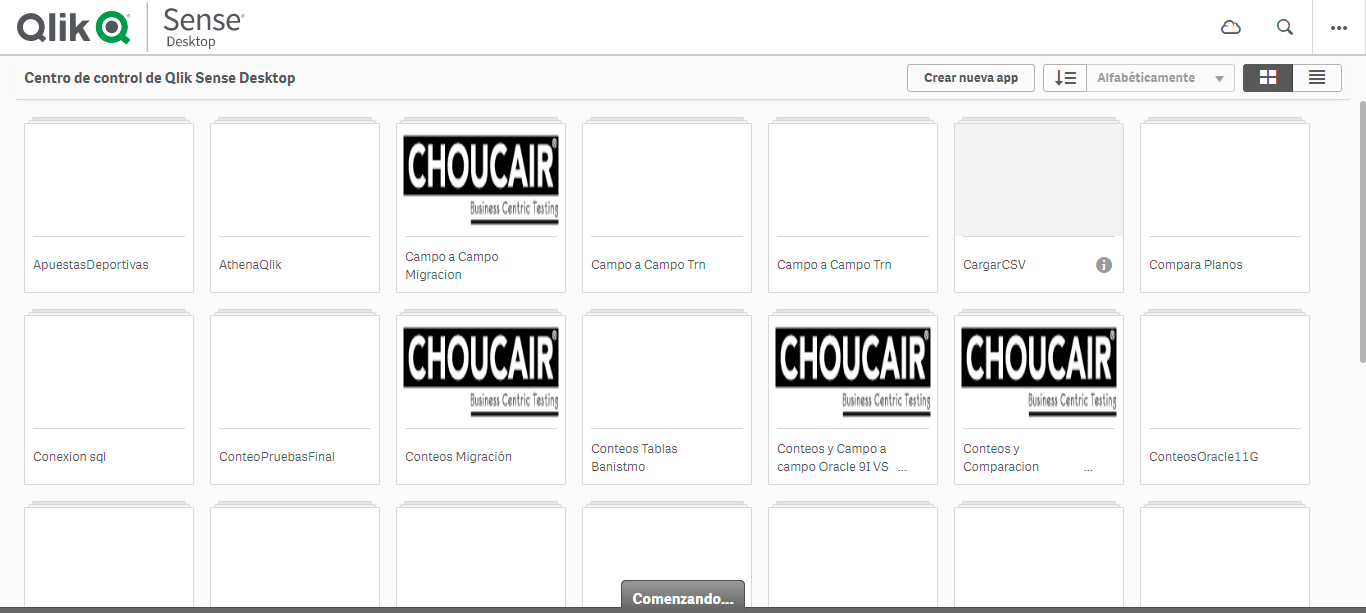 Qlik Sense
Desktop
Centro de control de Qlik Sense Desktop
Crear nueva app
Alfabéticamente
CHOUCAIR
Business Centric Testing
ApuestasDeportivas
AthenaQlik
Campo a Campo
Migracion
Campo a Campo Trn
Campo a Campo Trn
CargarCSV
Compara Planos
CHOUCAIR
Business Centric Testing
CHOUCAIR
Business Centric Testing
CHOUCAIR
Business Centric Testing
Conexion sql
ConteoPruebasFinal
Conteos Migración
Conteos Tablas
Banistmo
Conteos y Campo a
campo Oracle 9I VS ...
Conteos y
Comparacion ...
ConteosOracle11G
Comenzando...